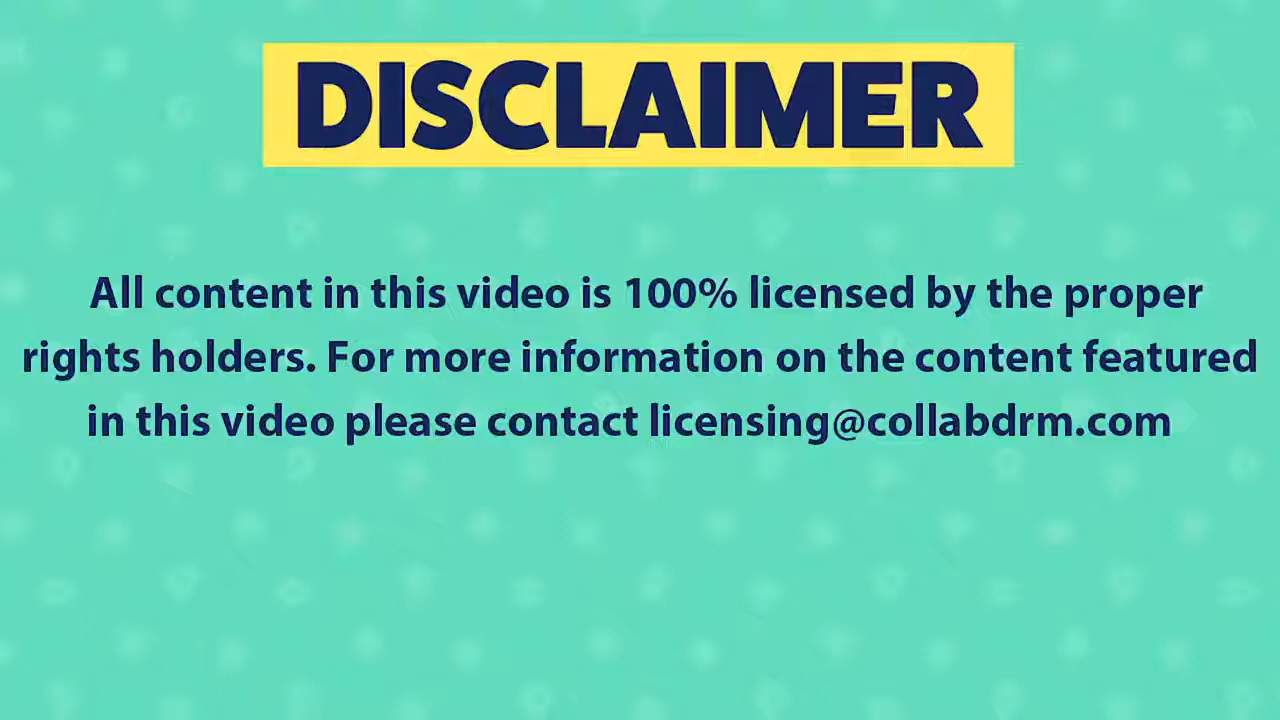 DISCLAIMER
All content in this video is 100% licensed by the proper
rights holders. For more information on the content featured
in this video please contact licensing@collabdrm.com